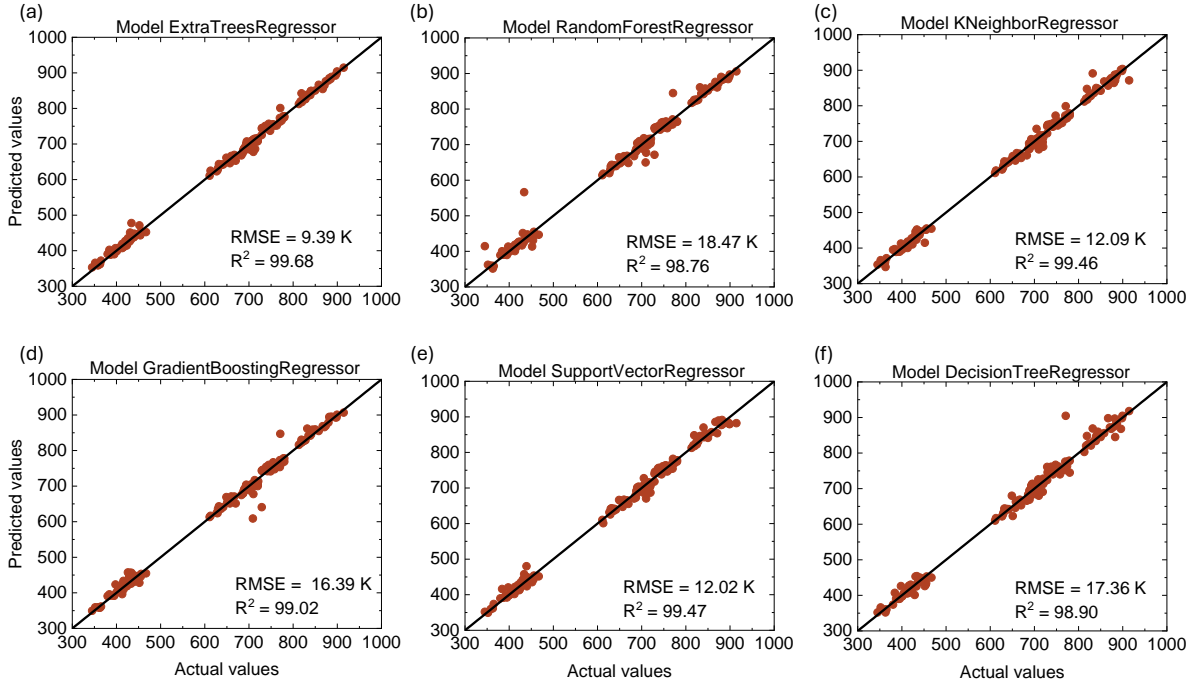 (a)
Model ExtraTreesRegressor
1000
900
800
700
600
500
400
300
300 400 500 600 700 800 900 1000
Predicted values
RMSE = 9.39 K
R² = 99.68
(b)
Model RandomForestRegressor
1000
900
800
700
600
500
400
300
300 400 500 600 700 800 900 1000
RMSE = 18.47 K
R² = 98.76
(c)
Model KNeighborRegressor
1000
900
800
700
600
500
400
300
300 400 500 600 700 800 900 1000
RMSE = 12.09 K
R² = 99.46
(d)
Model GradientBoostingRegressor
1000
900
800
700
600
500
400
300
300 400 500 600 700 800 900 1000
Predicted values
Actual values
RMSE = 16.39 K
R² = 99.02
(e)
Model SupportVectorRegressor
1000
900
800
700
600
500
400
300
300 400 500 600 700 800 900 1000
Actual values
RMSE = 12.02 K
R² = 99.47
(f)
Model DecisionTreeRegressor
1000
900
800
700
600
500
400
300
300 400 500 600 700 800 900 1000
Actual values
RMSE = 17.36 K
R² = 98.90